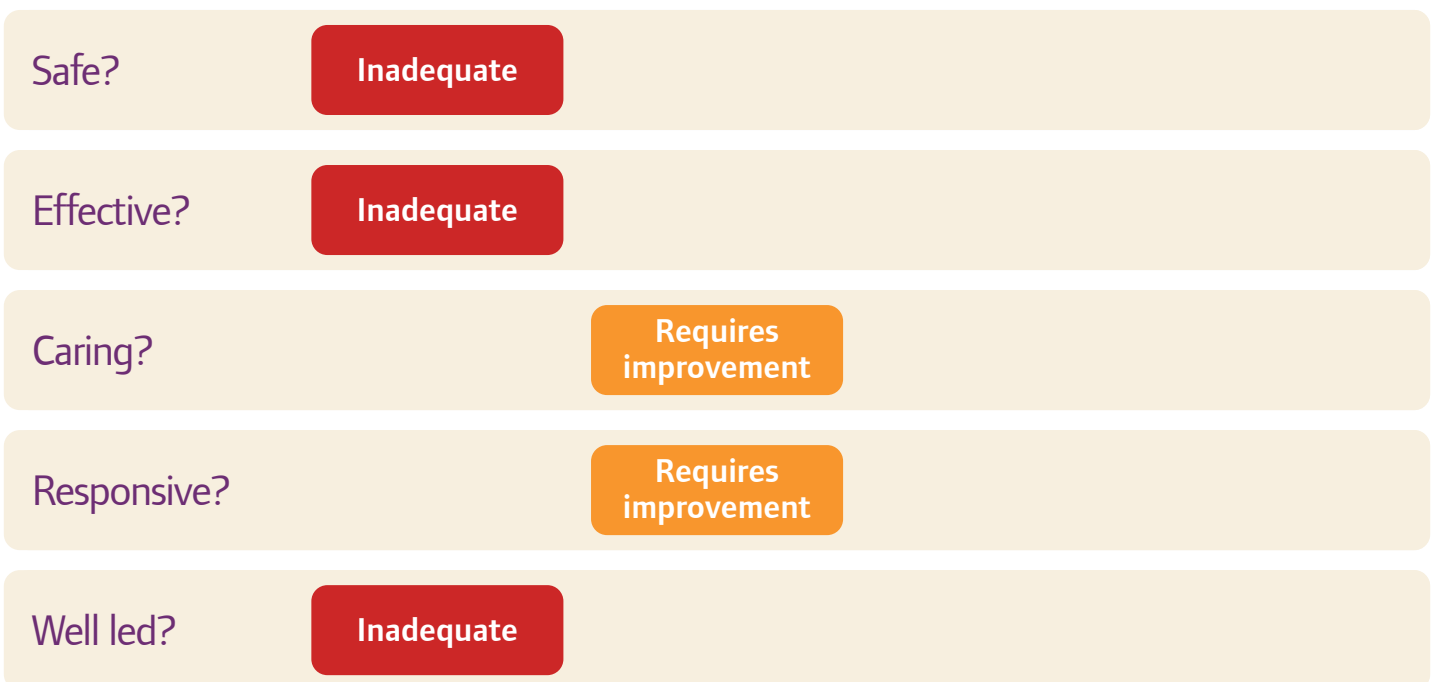 Safe?
Inadequate
Effective?
Inadequate
Caring?
Requires
improvement
Responsive?
Requires
improvement
Well led?
Inadequate